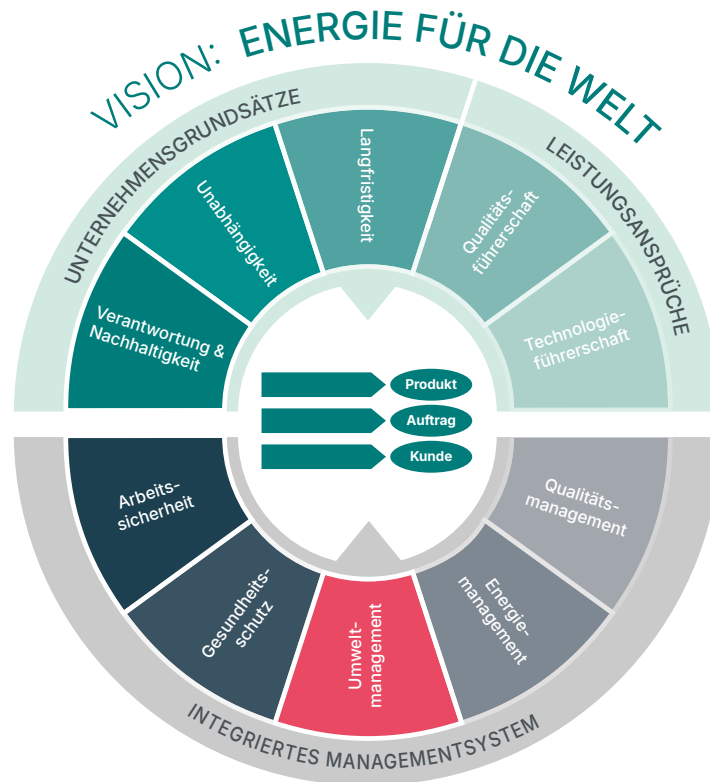 VISION: ENERGIE FÜR DIE WELT
UNTERNEHMENSGRUNDSÄTZE
LEISTUNGSANSPRÜCHE
Verantwortung &
Nachhaltigkeit
Unabhängigkeit
Langfristigkeit
Qualitäts-
führerschaft
Technologie-
führerschaft
Produkt
Auftrag
Kunde
Arbeits-
sicherheit
Gesundheits-
schutz
Umwelt-
management
Energie-
management
Qualitäts-
management
INTEGRIERTES MANAGEMENTSYSTEM